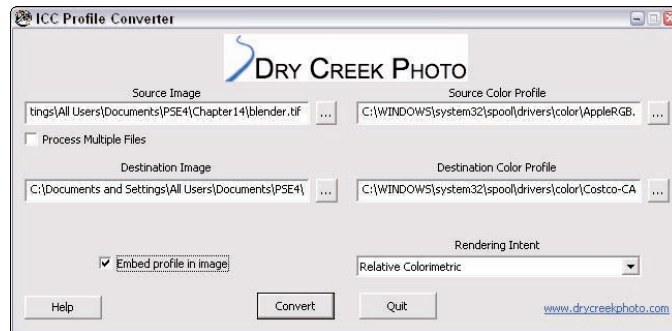 ICC Profile Converter
DRY CREEK PHOTO
Source Image
Source Color Profile
tings\All Users\Documents\PSE4\Chapter14\blender.tif
...
C:\WINDOWS\system32\spool\drivers\color\AppleRGB.
...
Process Multiple Files
Destination Image
Destination Color Profile
C:\Documents and Settings\All Users\Documents\PSE4\
...
C:\WINDOWS\system32\spool\drivers\color\Costco-CA
...
Embed profile in image
Rendering Intent
Relative Colorimetric
Help
Convert
Quit
www.drycreekphoto.com